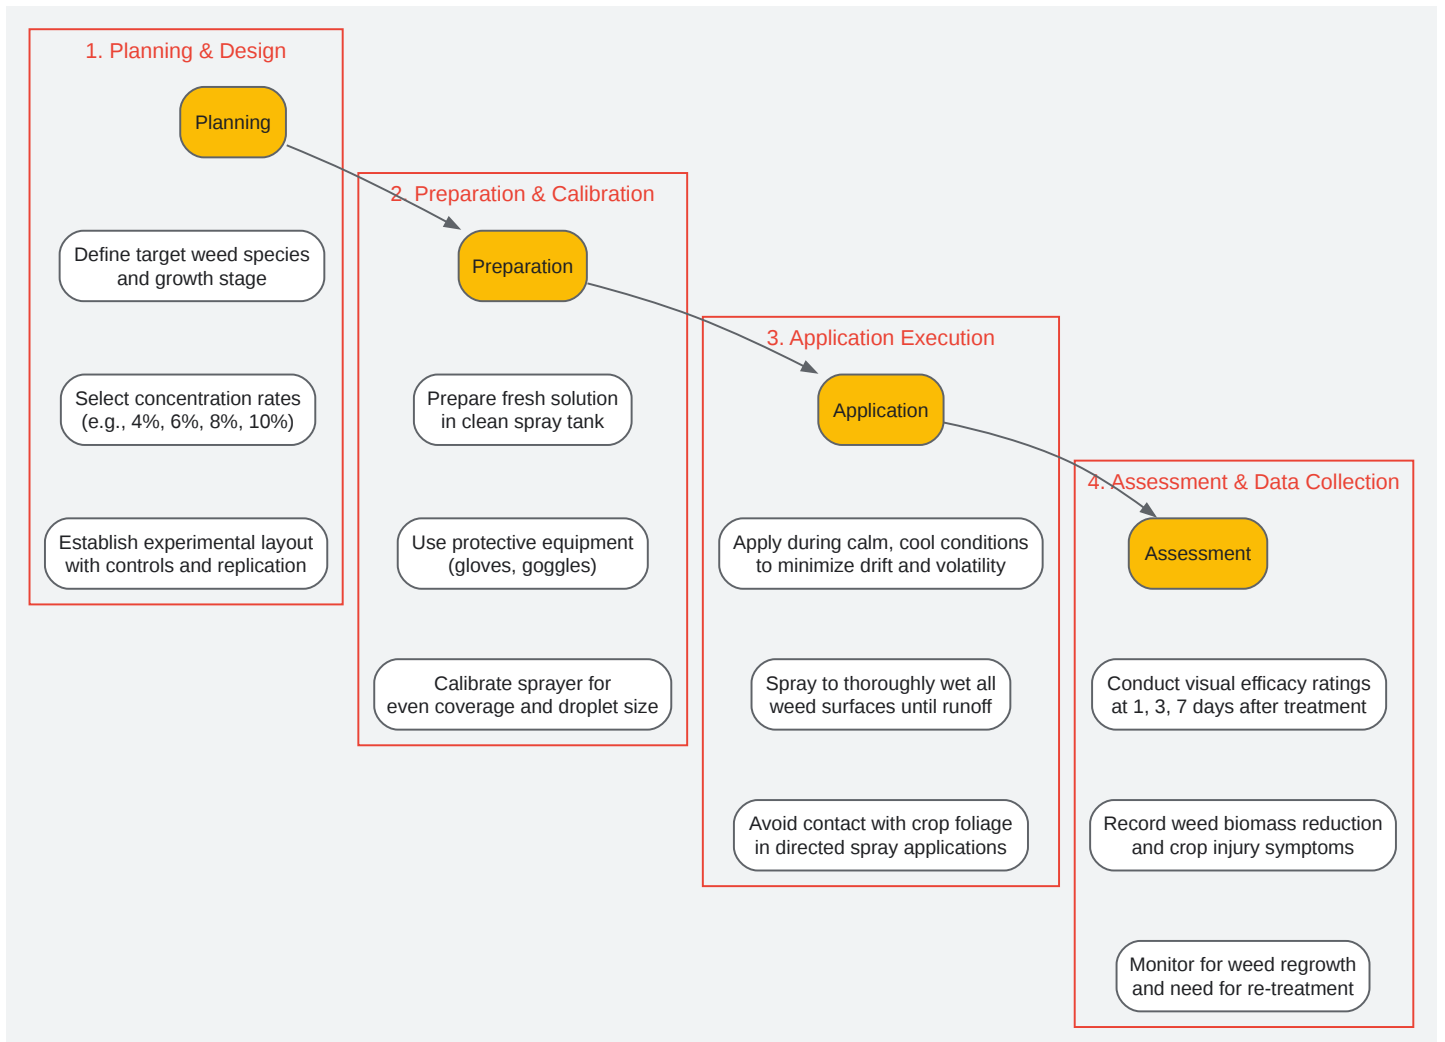 1. Planning & Design
Planning
Define target weed species
and growth stage
Select concentration rates
(e.g., 4%, 6%, 8%, 10%)
Establish experimental layout
with controls and replication
2. Preparation & Calibration
Preparation
Prepare fresh solution
in clean spray tank
Use protective equipment
(gloves, goggles)
Calibrate sprayer for
even coverage and droplet size
3. Application Execution
Application
Apply during calm, cool conditions
to minimize drift and volatility
Spray to thoroughly wet all
weed surfaces until runoff
Avoid contact with crop foliage
in directed spray applications
4. Assessment & Data Collection
Assessment
Conduct visual efficacy ratings
at 1, 3, 7 days after treatment
Record weed biomass reduction
and crop injury symptoms
Monitor for weed regrowth
and need for re-treatment